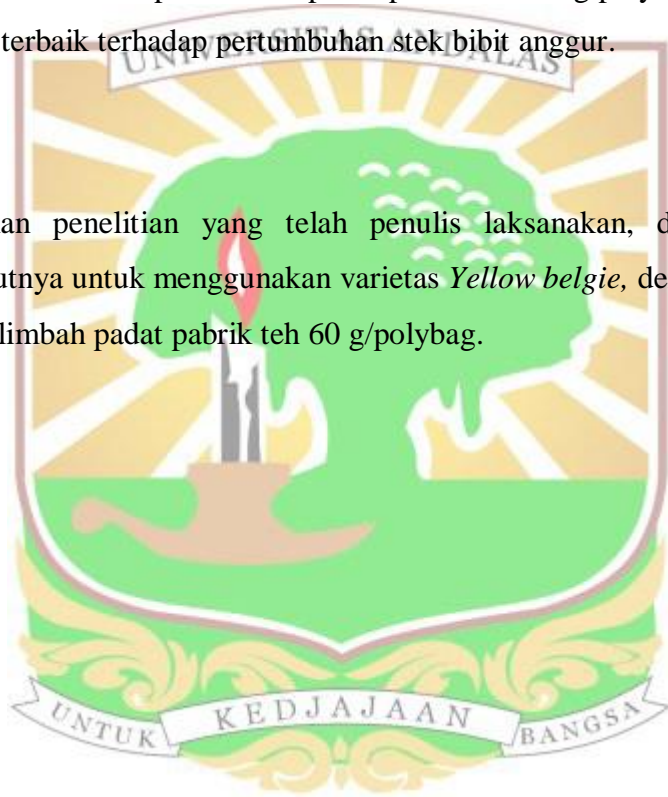 terbaik terhadap pertumbuhan stek bibit anggur.
UNIVERSITAS ANDALAS
penelitian yang telah penulis laksanakan,
untuk menggunakan varietas Yellow belgie,
limbah padat pabrik teh 60 g/polybag.
UNTUK KEDJAJAAN BANGSA